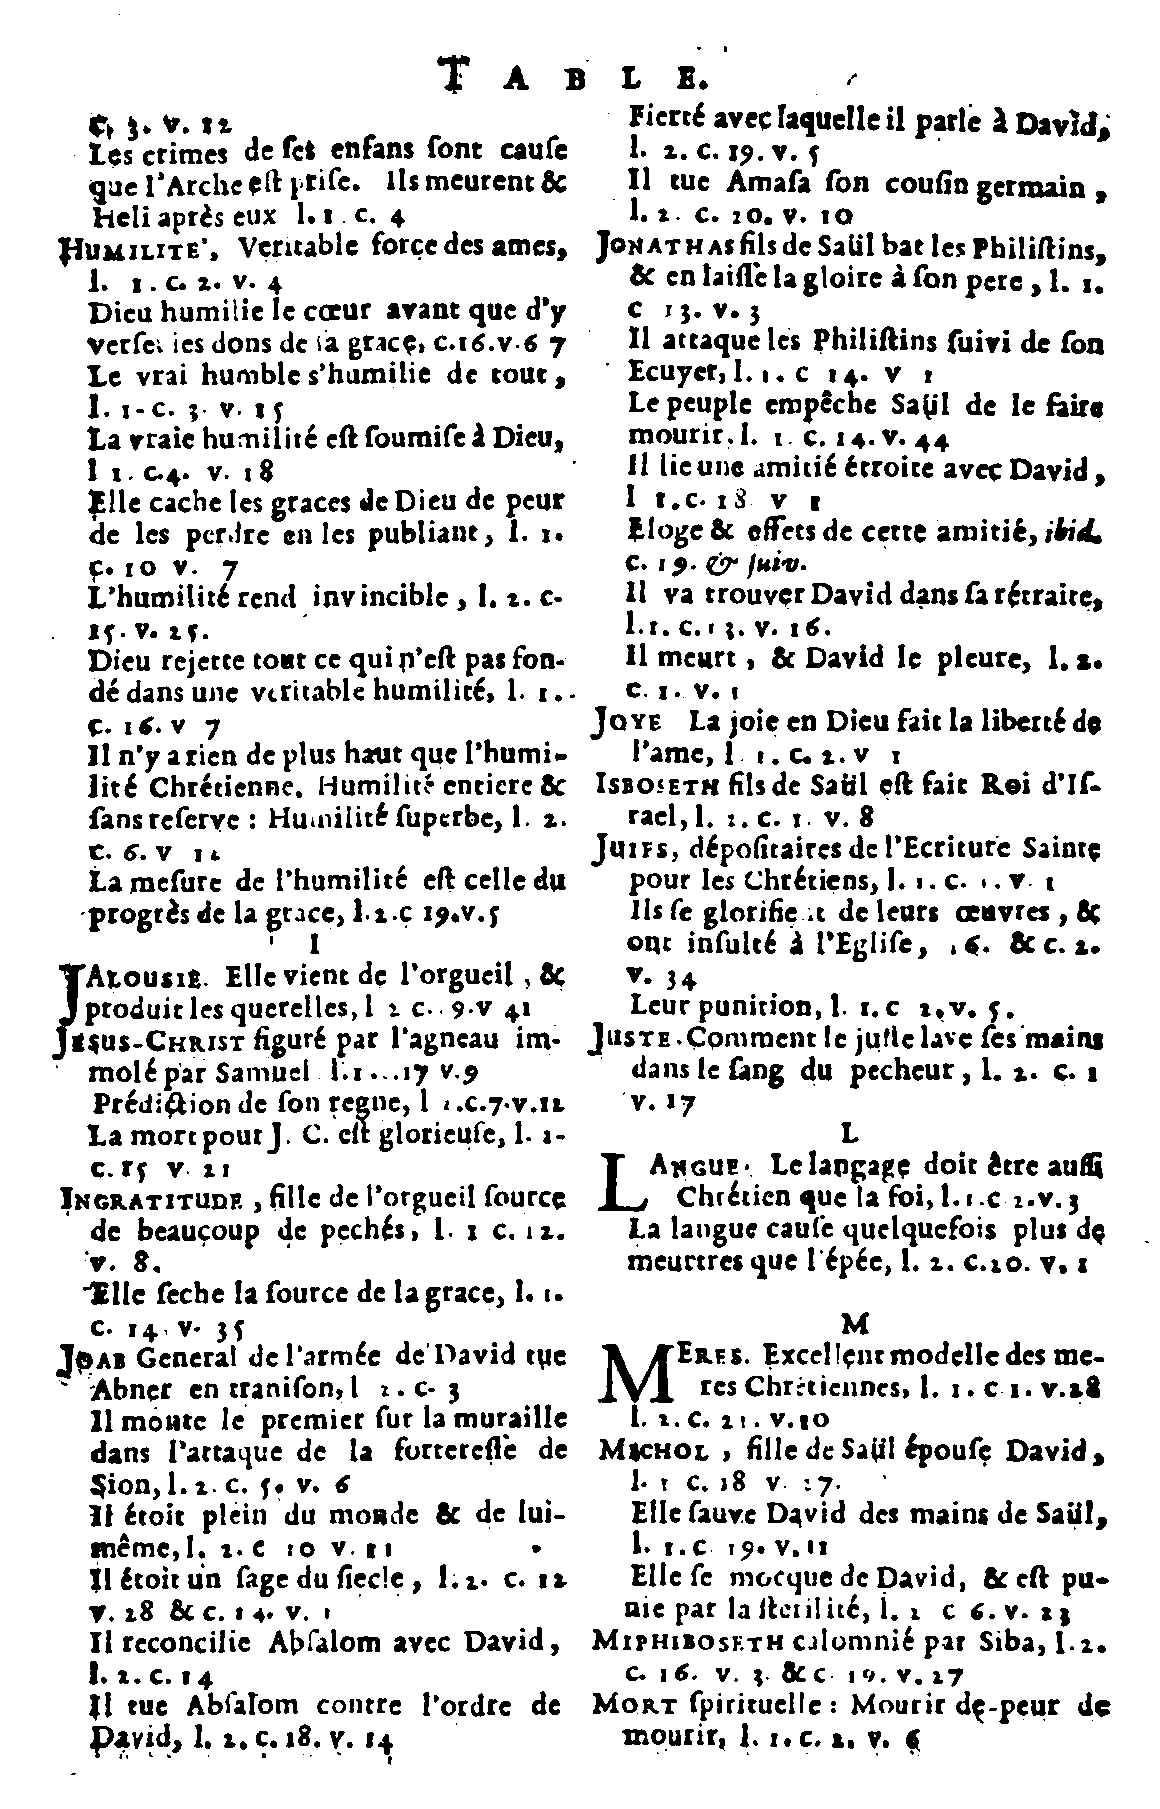 TABLE.
C. 3. v. 12
Les crimes de ſes enfans ſont cauſe
que l'Arche eſt priſe. Ils meurent &
Heli après eux l. 1. c. 4
HUMILITE', Veritable force des ames,
l. 1. c. 2. v. 4
Dieu humilie le cœur avant que d'y
verſer les dons de la grace, c. 16. v. 6 7
Le vrai humble s'humilie de tout,
l. 1. c. 3. v. 15
La vraie humilité eſt ſoumiſe à Dieu,
l 1. c. 4. v. 18
Elle cache les graces de Dieu de peur
de les perdre en les publiant, l. 1.
c. 10 v. 7
L'humilité rend invincible, l. 2. c.
15. v. 25.
Dieu rejette tout ce qui n'eſt pas fon-
dé dans une veritable humilité, l. 1.
c. 16. v 7
Il n'y a rien de plus haut que l'humi-
lité Chrétienne. Humilité entiere &
ſans reſerve: Humilité ſuperbe, l. 2.
c. 6. v
La meſure de l'humilité eſt celle du
progrès de la grace, l. 2. c 19. v. 5
I
JALOUSIE. Elle vient de l'orgueil, &
produit les querelles, l 2 c. 9. v 41
JESUS-CHRIST figuré par l'agneau im-
molé par Samuel l. 1 17 v. 9
Prédiction de ſon regne, l . c. 7. v. 12
La mort pour J. C. eſt glorieuſe, l. 1.
c. 15 v. 21
INGRATITUDE, fille de l'orgueil ſource
de beaucoup de pechés, l. 1 c. 12.
v. 8.
Elle ſeche la ſource de la grace, l. 1.
c. 14. v. 35
JOAB General de l'armée de David tue
Abner en traniſon, l 2. c. 3
Il monte le premier ſur la muraille
dans l'attaque de la fortereſſe de
Sion, l. 2. c. 5. v. 6
Il étoit plein du monde & de lui-
même, l. 2. c 10 v. 11
Il étoit un ſage du ſiecle, l. 2. c. 12
v. 28 & c. 14. v. 1
Il reconcilie Abſalom avec David,
l. 2. c. 14
Il tue Abſalom contre l'ordre de
David, l. 2. c. 18. v. 14
Fierté avec laquelle il parle à David,
l. 2. c. 19. v. 5
Il tue Amaſa ſon couſin germain,
l. 2. c. 20. v. 10
JONATHAS fils de Saül bat les Philiſtins,
& en laiſſe la gloire à ſon pere, l. 1.
c 13. v. 3
Il attaque les Philiſtins ſuivi de ſon
Ecuyer, l. 1. c 14. v 1
Le peuple empêche Saül de le faire
mourir. l. 1 c. 14. v. 44
Il lie une amitié étroite avec David,
l 1. c. 18 v 1
Eloge & effets de cette amitié, ibid.
c. 19. & ſuiv.
Il va trouver David dans ſa rétraite,
l. 1. c. 13. v. 16.
Il meurt, & David le pleure, l. 2.
c. 1. v. 1
JOYE La joie en Dieu fait la liberté de
l'ame, l 1. c. 2. v 1
ISBOSETH fils de Saül eſt fait Roi d'Iſ-
rael, l. 2. c. 1. v. 8
JUIFS, dépoſitaires de l'Ecriture Sainte
pour les Chrétiens, l. 1. c. 1. v. 1
Ils ſe glorifient de leurs œuvres, &
ont inſulté à l'Egliſe, 16. & c. 2.
v. 34
Leur punition, l. 1. c 2. v. 5.
JUSTE. Comment le juſte lave ſes mains
dans le ſang du pecheur, l. 2. c. 1
v. 17
L
LANGUE. Le langage doit être auſſi
Chrétien que la foi, l. 1. c 2. v. 3
La langue cauſe quelquefois plus de
meurtres que l'épée, l. 2. c. 20. v. 1
M
MERES. Excellent modelle des me-
res Chrétiennes, l. 1. c 1. v. 28
l. 2. c. 21. v. 10
MICHOL, fille de Saül épouſe David,
l. 1 c. 18 v. 27.
Elle ſauve David des mains de Saül,
l. 1. c 19. v. 11
Elle ſe mocque de David, & eſt pu-
nie par la ſterilité, l. 2 c 6. v. 23
MIPHIBOSETH calomnié par Siba, l. 2.
c. 16. v. 3. & c 19. v. 27
MORT ſpirituelle: Mourir de peur de
mourir, l. 1. c. 2. v. 6